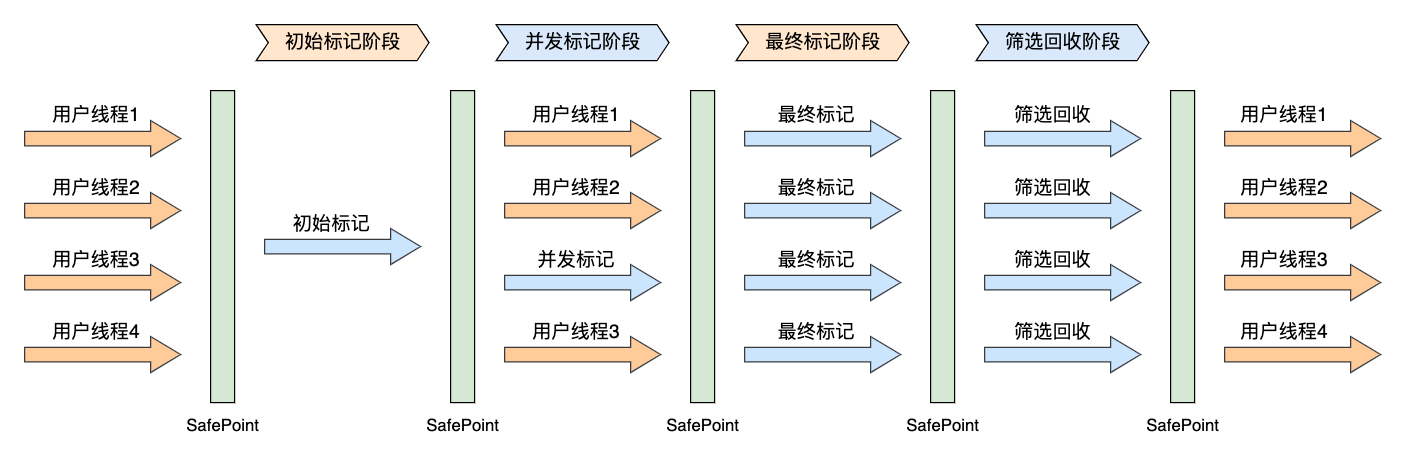 初始标记阶段
并发标记阶段
最终标记阶段
筛选回收阶段
用户线程1
用户线程2
用户线程3
用户线程4
初始标记
用户线程1
用户线程2
并发标记
用户线程3
最终标记
最终标记
最终标记
最终标记
筛选回收
筛选回收
筛选回收
筛选回收
用户线程1
用户线程2
用户线程3
用户线程4
SafePoint
SafePoint
SafePoint
SafePoint
SafePoint